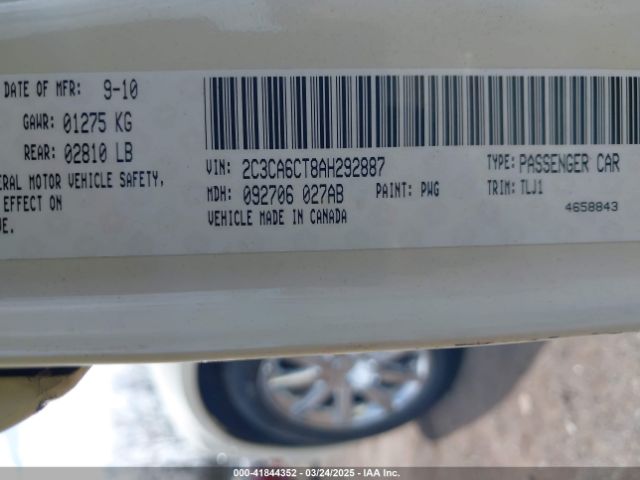 DATE OF MFR: 9-10
GAWR: 01275 KG
REAR: 02810 LB
ERAL MOTOR VEHICLE SAFETY,
EFFECT ON
VE.
VIN: 2C3CA6CT8AH292887
TYPE: PASSENGER CAR
MDH: 092706 027AB
PAINT: PWG
TRIM: TLJ1
VEHICLE MADE IN CANADA
4658843
000-41844352 - 03/24/2025 - IAA Inc.